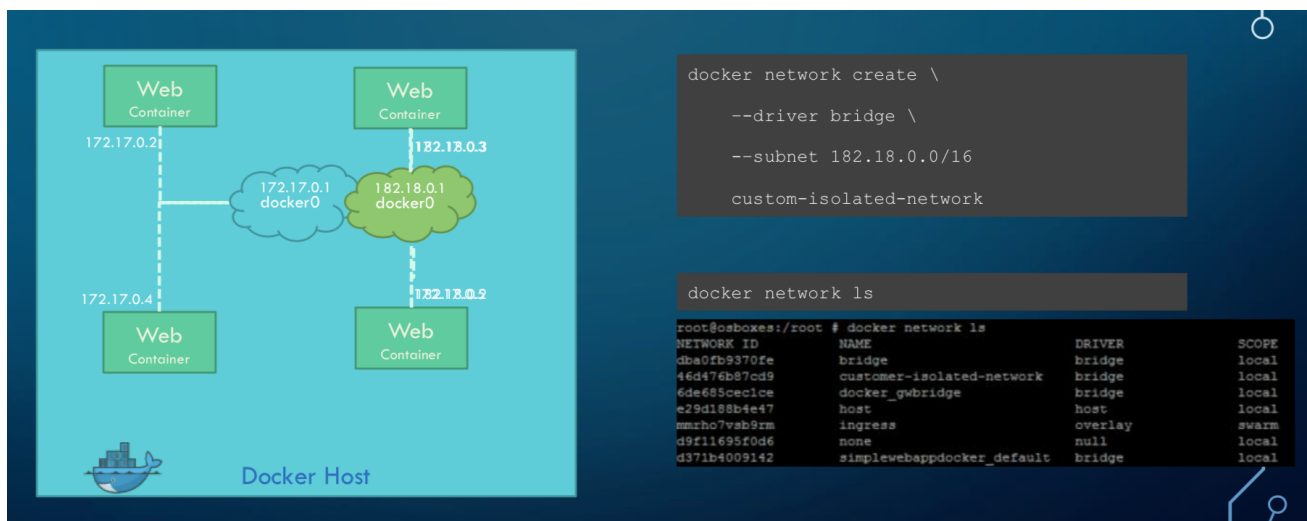 Web
Container
172.17.0.2
Web
Container
172.17.0.1
docker0
182.18.0.1
docker0
172.17.0.4
Web
Container
Web
Container
Docker Host
docker network create \
--driver bridge \
--subnet 182.18.0.0/16
custom-isolated-network
docker network ls
root@osboxes:/root # docker network ls
NETWORK ID NAME DRIVER SCOPE
dba0fb9370fe bridge bridge local
46d476b87cd9 customer-isolated-network bridge local
6de685cec1ce docker_gwbridge bridge local
e29d188b4e47 host host local
mmrho7vsb9rm ingress overlay swarm
d9f11695f0d6 none null local
d371b4009142 simplewebappdocker_default bridge local